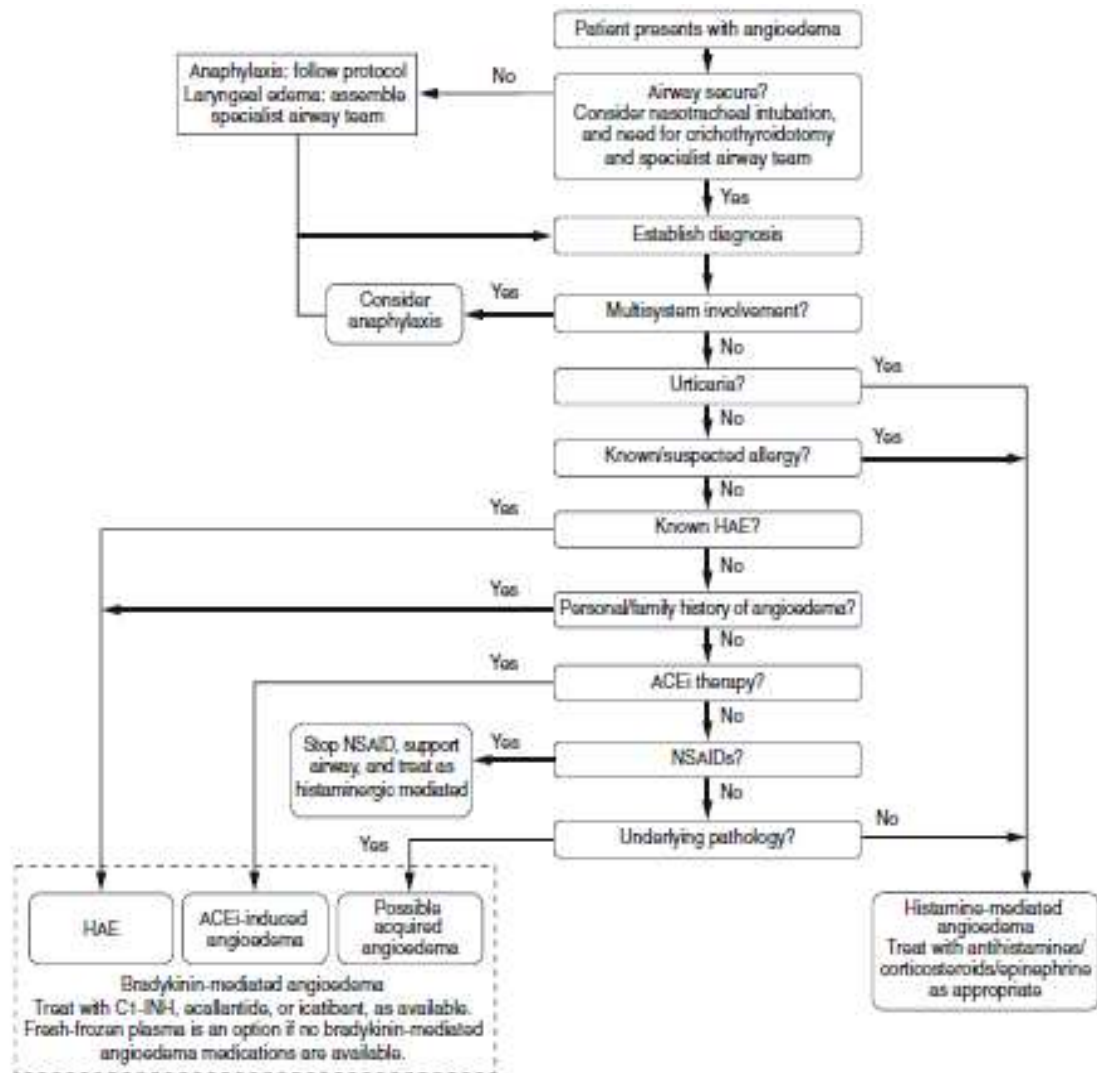 Patient presents with angioedema
No
Anaphylaxis: follow protocol
Laryngeal edema: assemble
specialist airway team
Airway secure?
Consider nasotracheal intubation,
and need for crichothyroidotomy
and specialist airway team
Yes
Establish diagnosis
Yes
Consider
anaphylaxis
Multisystem involvement?
No
Urticaria?
Yes
No
Known/suspected allergy?
Yes
No
Yes
Known HAE?
No
Yes
Personal/family history of angioedema?
No
Yes
ACEi therapy?
No
Stop NSAID, support
airway, and treat as
histaminergic mediated
Yes
NSAIDs?
No
Underlying pathology?
No
Yes
HAE
ACEi-induced
angioedema
Possible
acquired
angioedema
Bradykinin-mediated angioedema
Treat with C1-INH, ecallantide, or icatibant, as available.
Fresh-frozen plasma is an option if no bradykinin-mediated
angioedema medications are available.
Histamine-mediated
angioedema
Treat with antihistamines/
corticosteroids/epinephrine
as appropriate